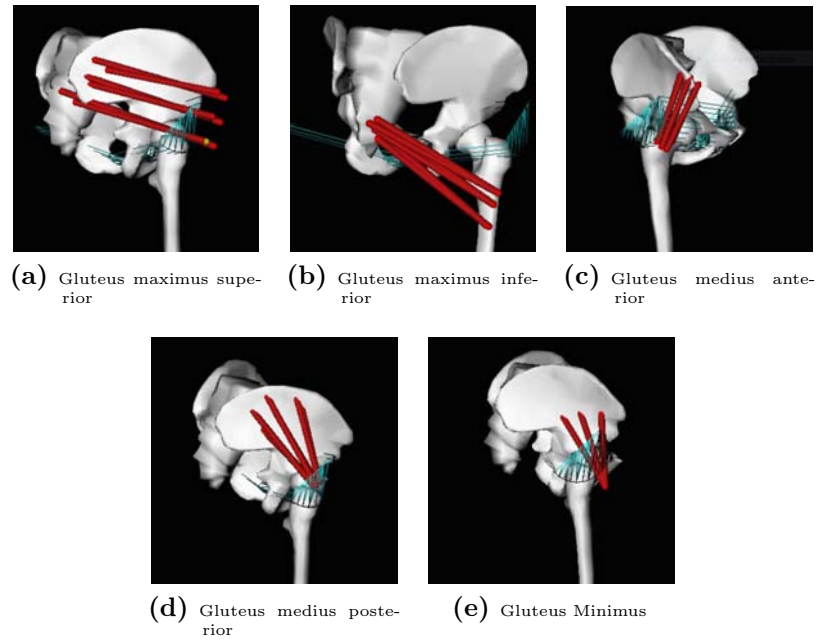 (a) Gluteus maximus supe-
rior
(b) Gluteus maximus infe-
rior
(c) Gluteus medius ante-
rior
(d) Gluteus medius poste-
rior
(e) Gluteus Minimus